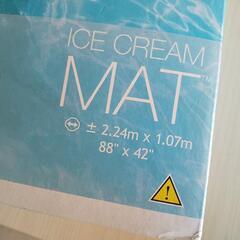 ICE CREAM
MAT™
± 2.24m x 1.07m
88" x 42"